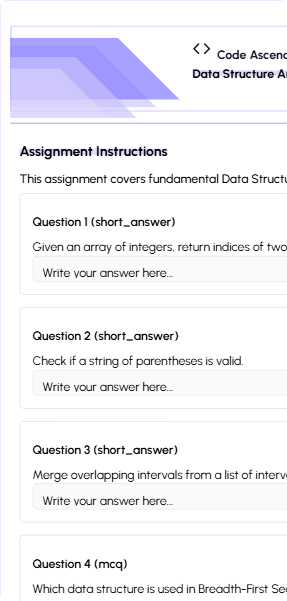 Code Ascend
Data Structure A
Assignment Instructions
This assignment covers fundamental Data Struct
Question 1 (short_answer)
Given an array of integers, return indices of two
Write your answer here...
Question 2 (short_answer)
Check if a string of parentheses is valid.
Write your answer here...
Question 3 (short_answer)
Merge overlapping intervals from a list of interv
Write your answer here...
Question 4 (mcq)
Which data structure is used in Breadth-First Se